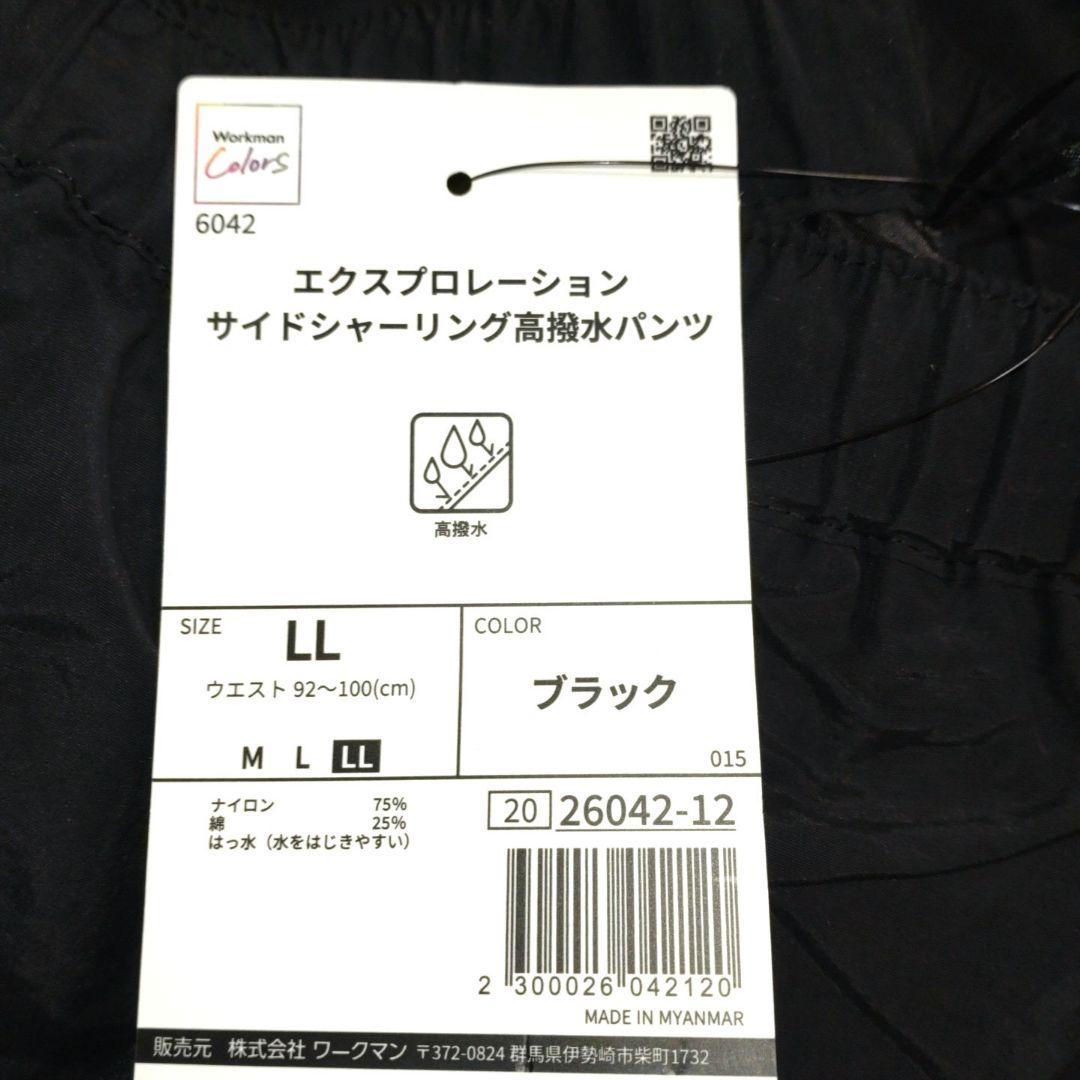 Workman
Colors
6042
エクスプロレーション
サイドシャーリング高撥水パンツ
高撥水
SIZE
LL
ウエスト 92〜100(cm)
M L LL
COLOR
ブラック
015
ナイロン 75%
綿 25%
はっ水（水をはじきやすい）
20 26042-12
2 300026 042120
MADE IN MYANMAR
販売元 株式会社 ワークマン 〒372-0824 群馬県伊勢崎市柴町1732